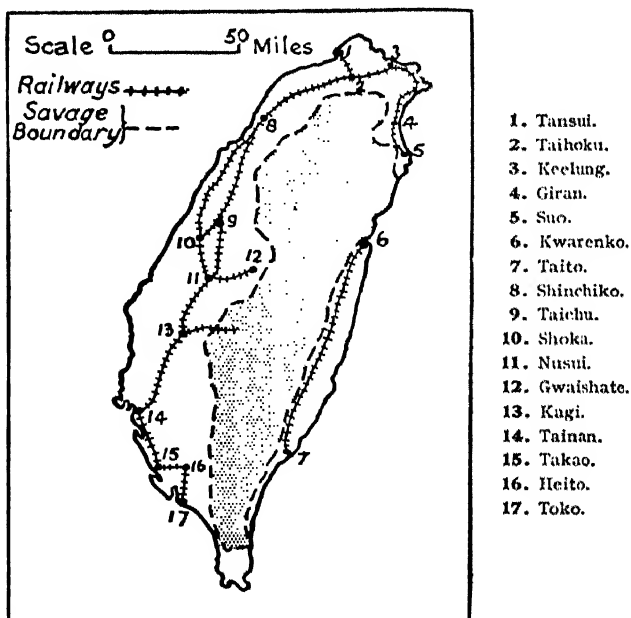 Scale 0 50 Miles
Railways
Savage
Boundary
1
2
3
4
5
6
7
8
9
10
11
12
13
14
15
16
17
1. Tansui.
2. Taihoku.
3. Keelung.
4. Giran.
5. Suo.
6. Kwarenko.
7. Taito.
8. Shinchiko.
9. Taichu.
10. Shoka.
11. Nusui.
12. Gwaishate.
13. Kagi.
14. Tainan.
15. Takao.
16. Heito.
17. Toko.